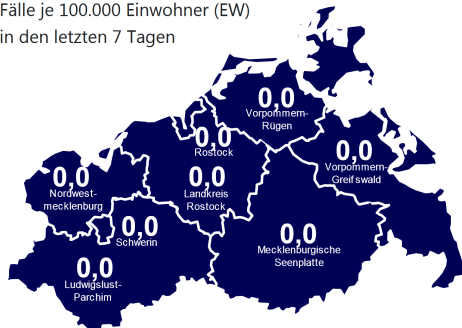 Fälle je 100.000 Einwohner (EW)
in den letzten 7 Tagen
0,0
Vorpommern-
Rügen
0,0
Rostock
0,0
Vorpommern-
Greifswald
0,0
Nordwest-
mecklenburg
0,0
Landkreis
Rostock
0,0
Schwerin
0,0
Mecklenburgische
Seenplatte
0,0
Ludwigslust-
Parchim